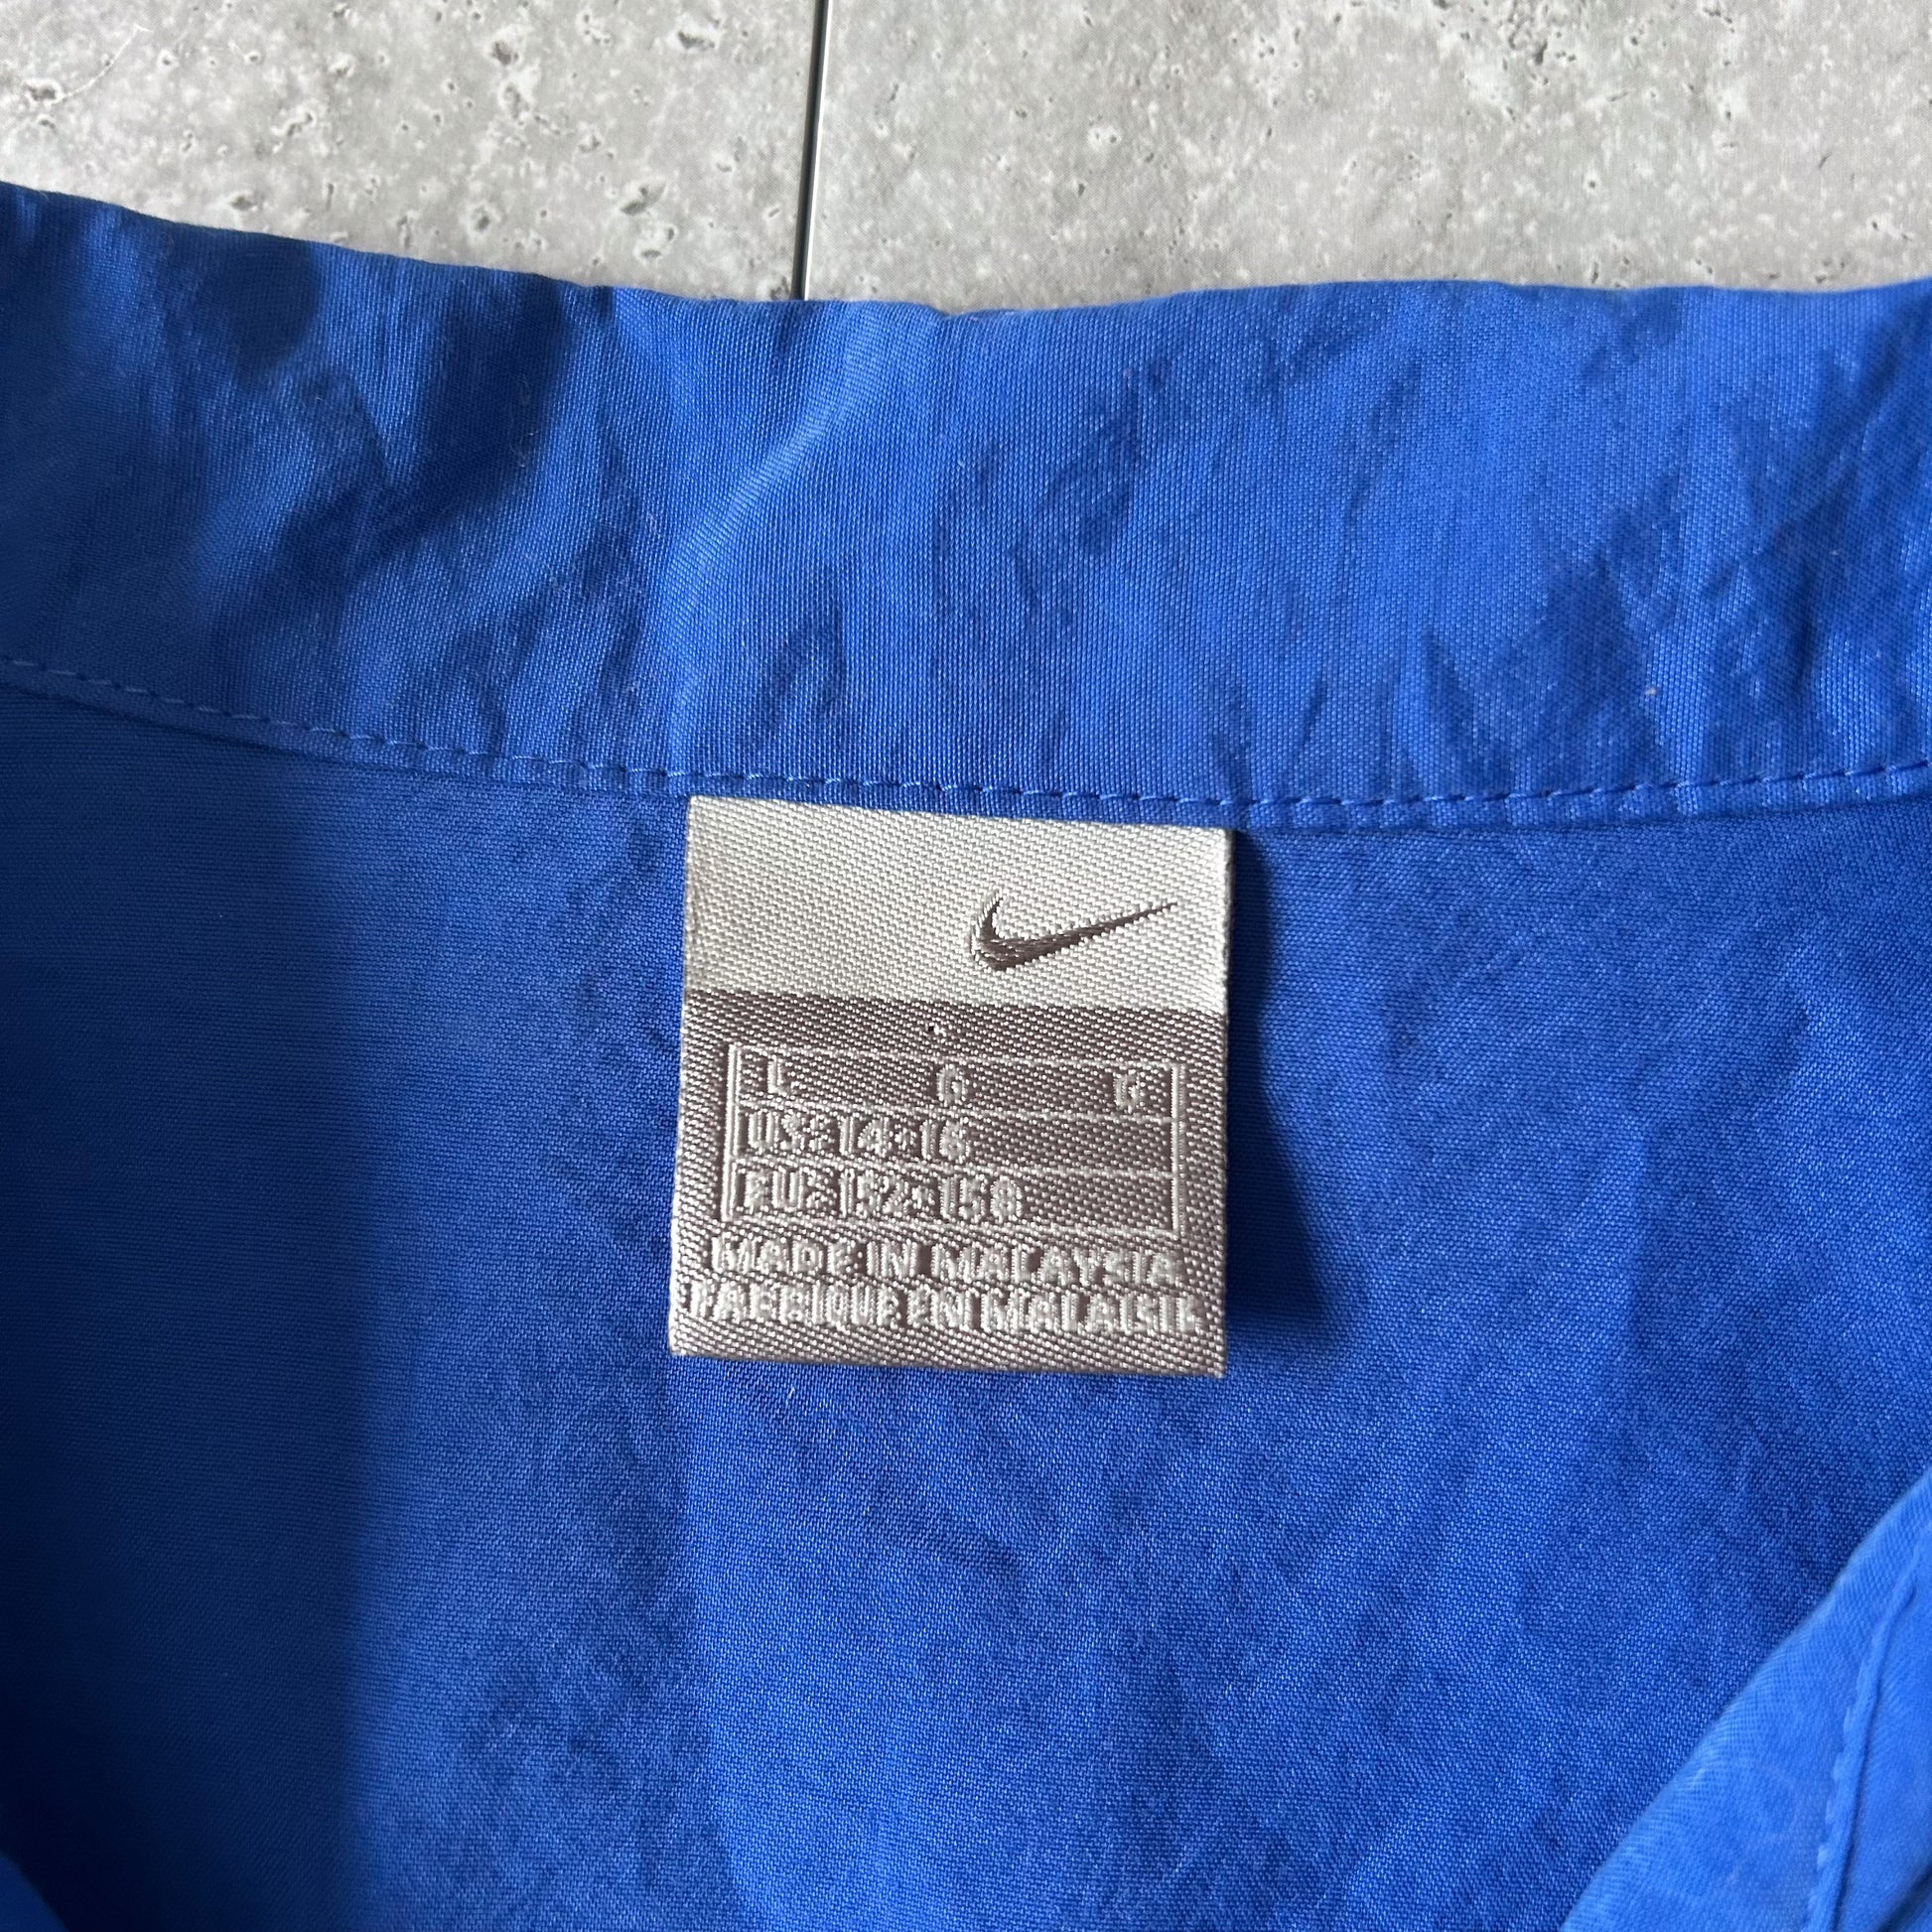 L G G
US: 14-16
EU: 152-158
MADE IN MALAYSIA
FABRIQUE EN MALAISIE